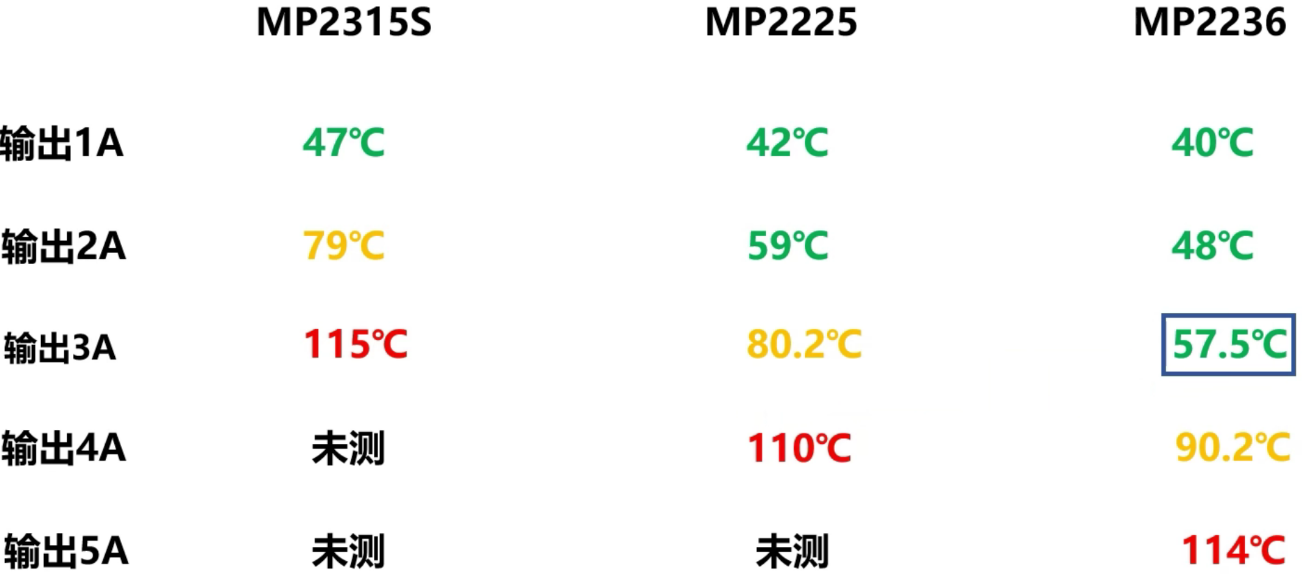 MP2315S MP2225 MP2236
输出1A 47℃ 42℃ 40℃
输出2A 79℃ 59℃ 48℃
输出3A 115℃ 80.2℃ 57.5℃
输出4A 未测 110℃ 90.2℃
输出5A 未测 未测 114℃